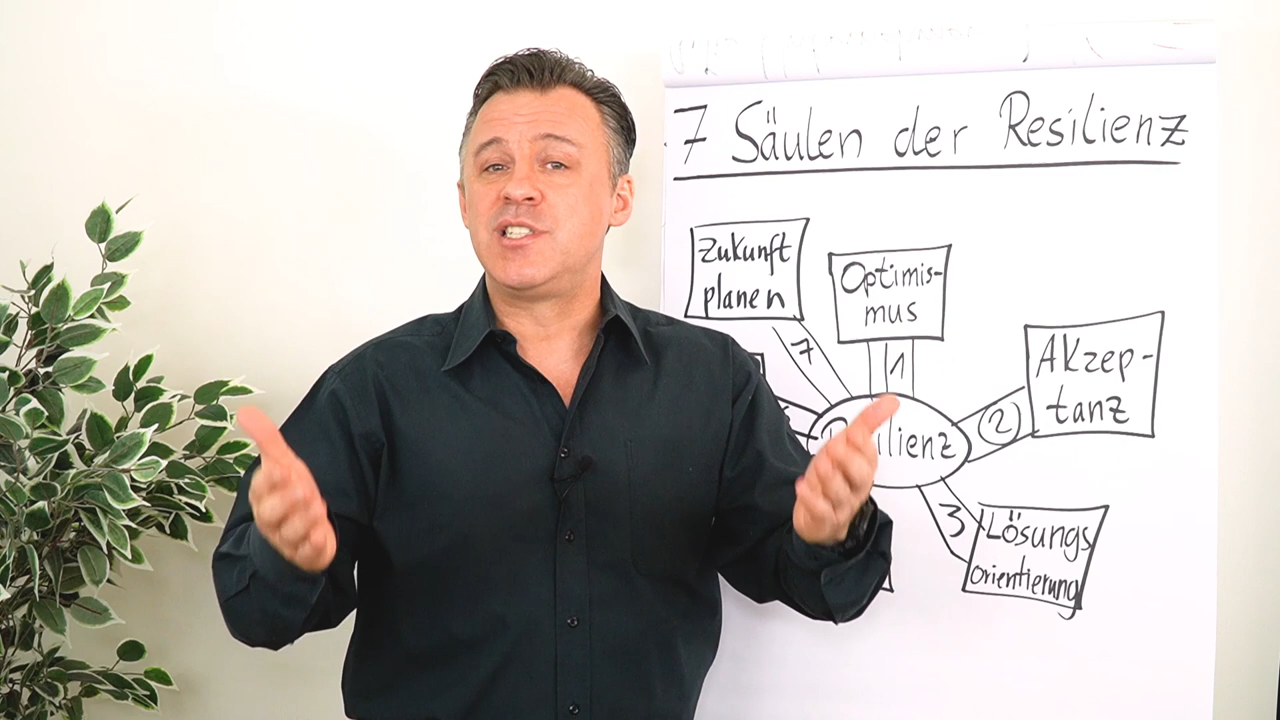 7 Säulen der Resilienz
Zukunft
planen
Optimis-
mus
Akzep-
tanz
7
1
2
3
Lösungs
orientierung